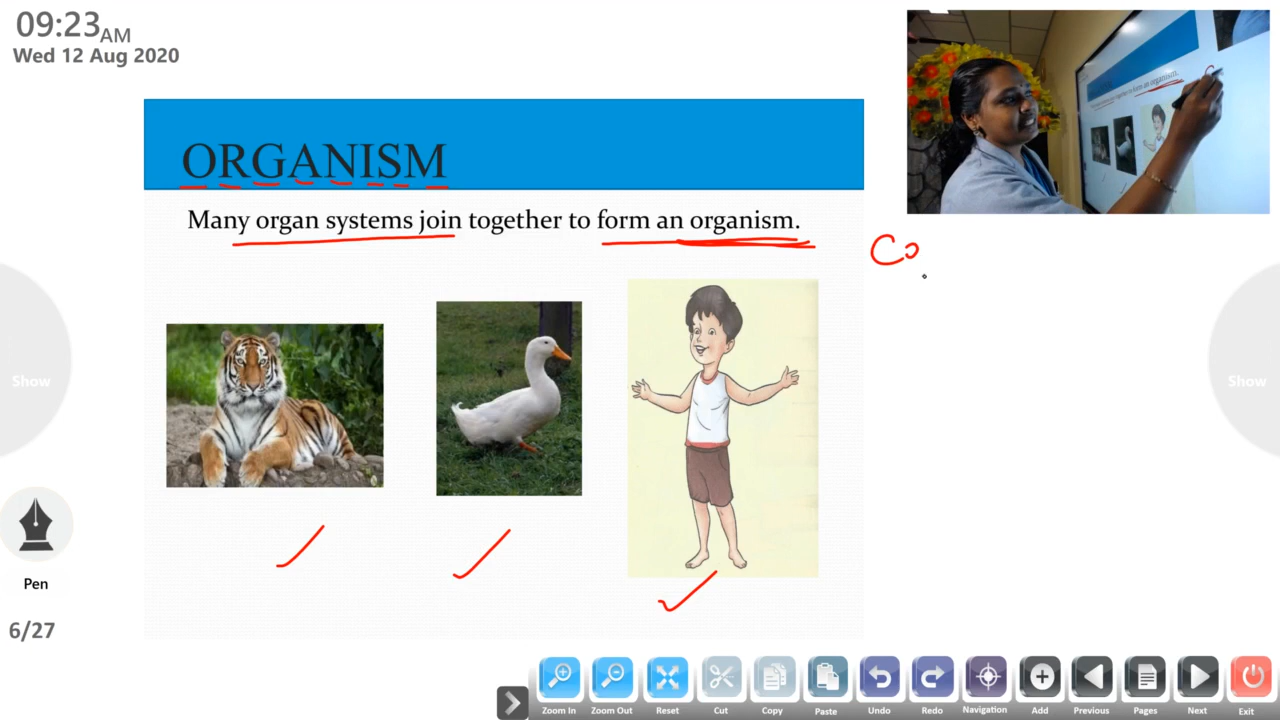 09:23AM
Wed 12 Aug 2020
ORGANISM
Many organ systems join together to form an organism.
Co
Show
Show
Pen
6/27
Zoom In
Zoom Out
Reset
Cut
Copy
Paste
Undo
Redo
Navigation
Add
Previous
Pages
Next
Exit